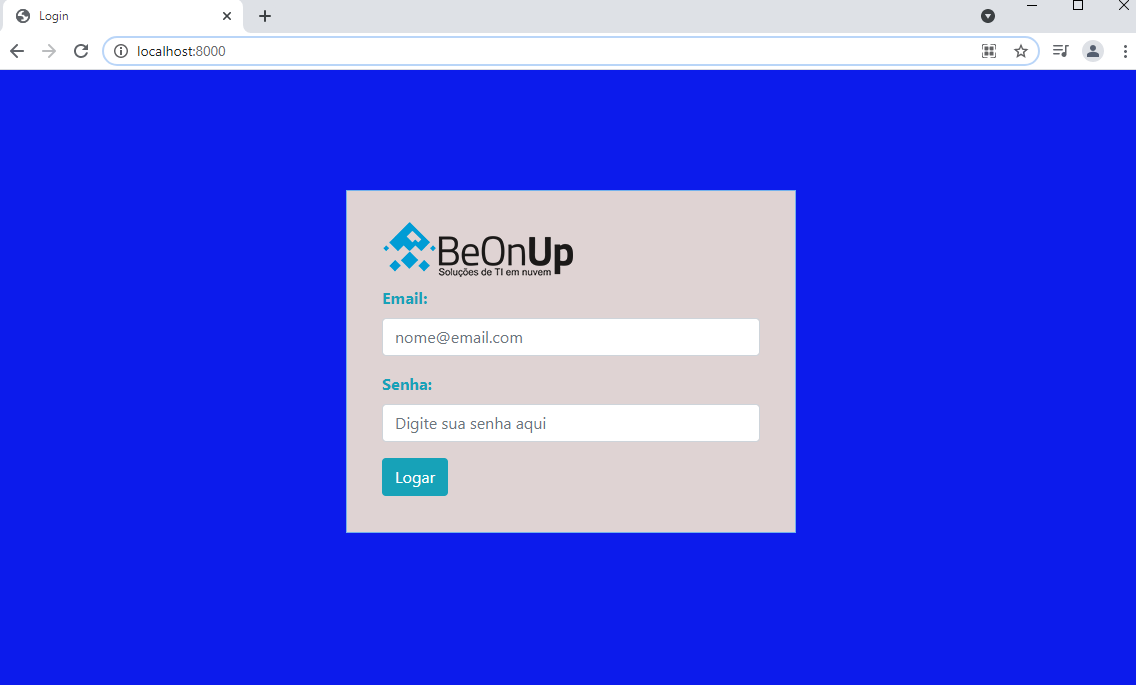 Login
localhost:8000
BeOnUp
Soluções de TI em nuvem
Email:
nome@email.com
Senha:
Digite sua senha aqui
Logar